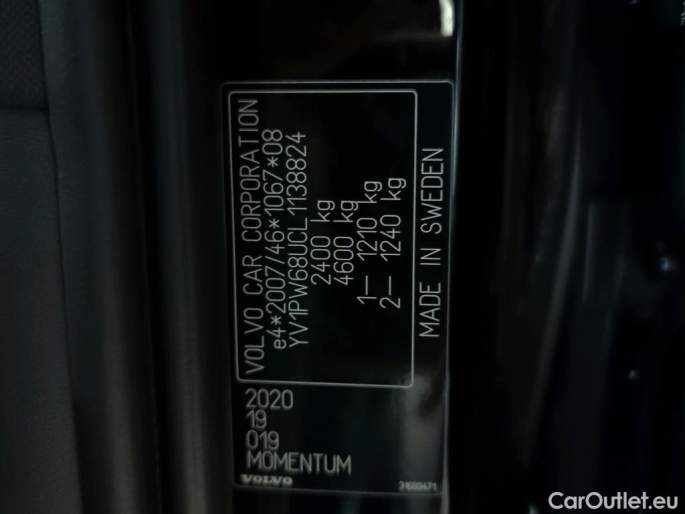 VOLVO CAR CORPORATION
e4*2007/46*1067*08
YV1PW68UCL1138824
2400 kg
4600 kg
1— 1210 kg
2— 1240 kg
MADE IN SWEDEN
2020
19
019
MOMENTUM
VOLVO
CarOutlet.eu